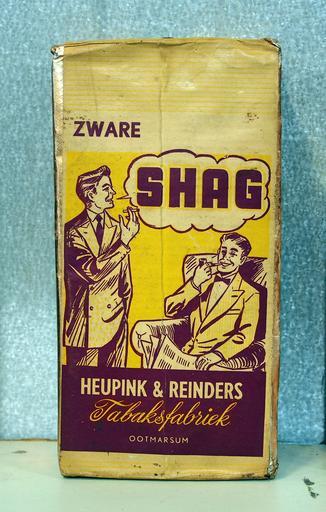 ZWARE
SHAG
HEUPINK & REINDERS
Tabaksfabriek
OOTMARSUM